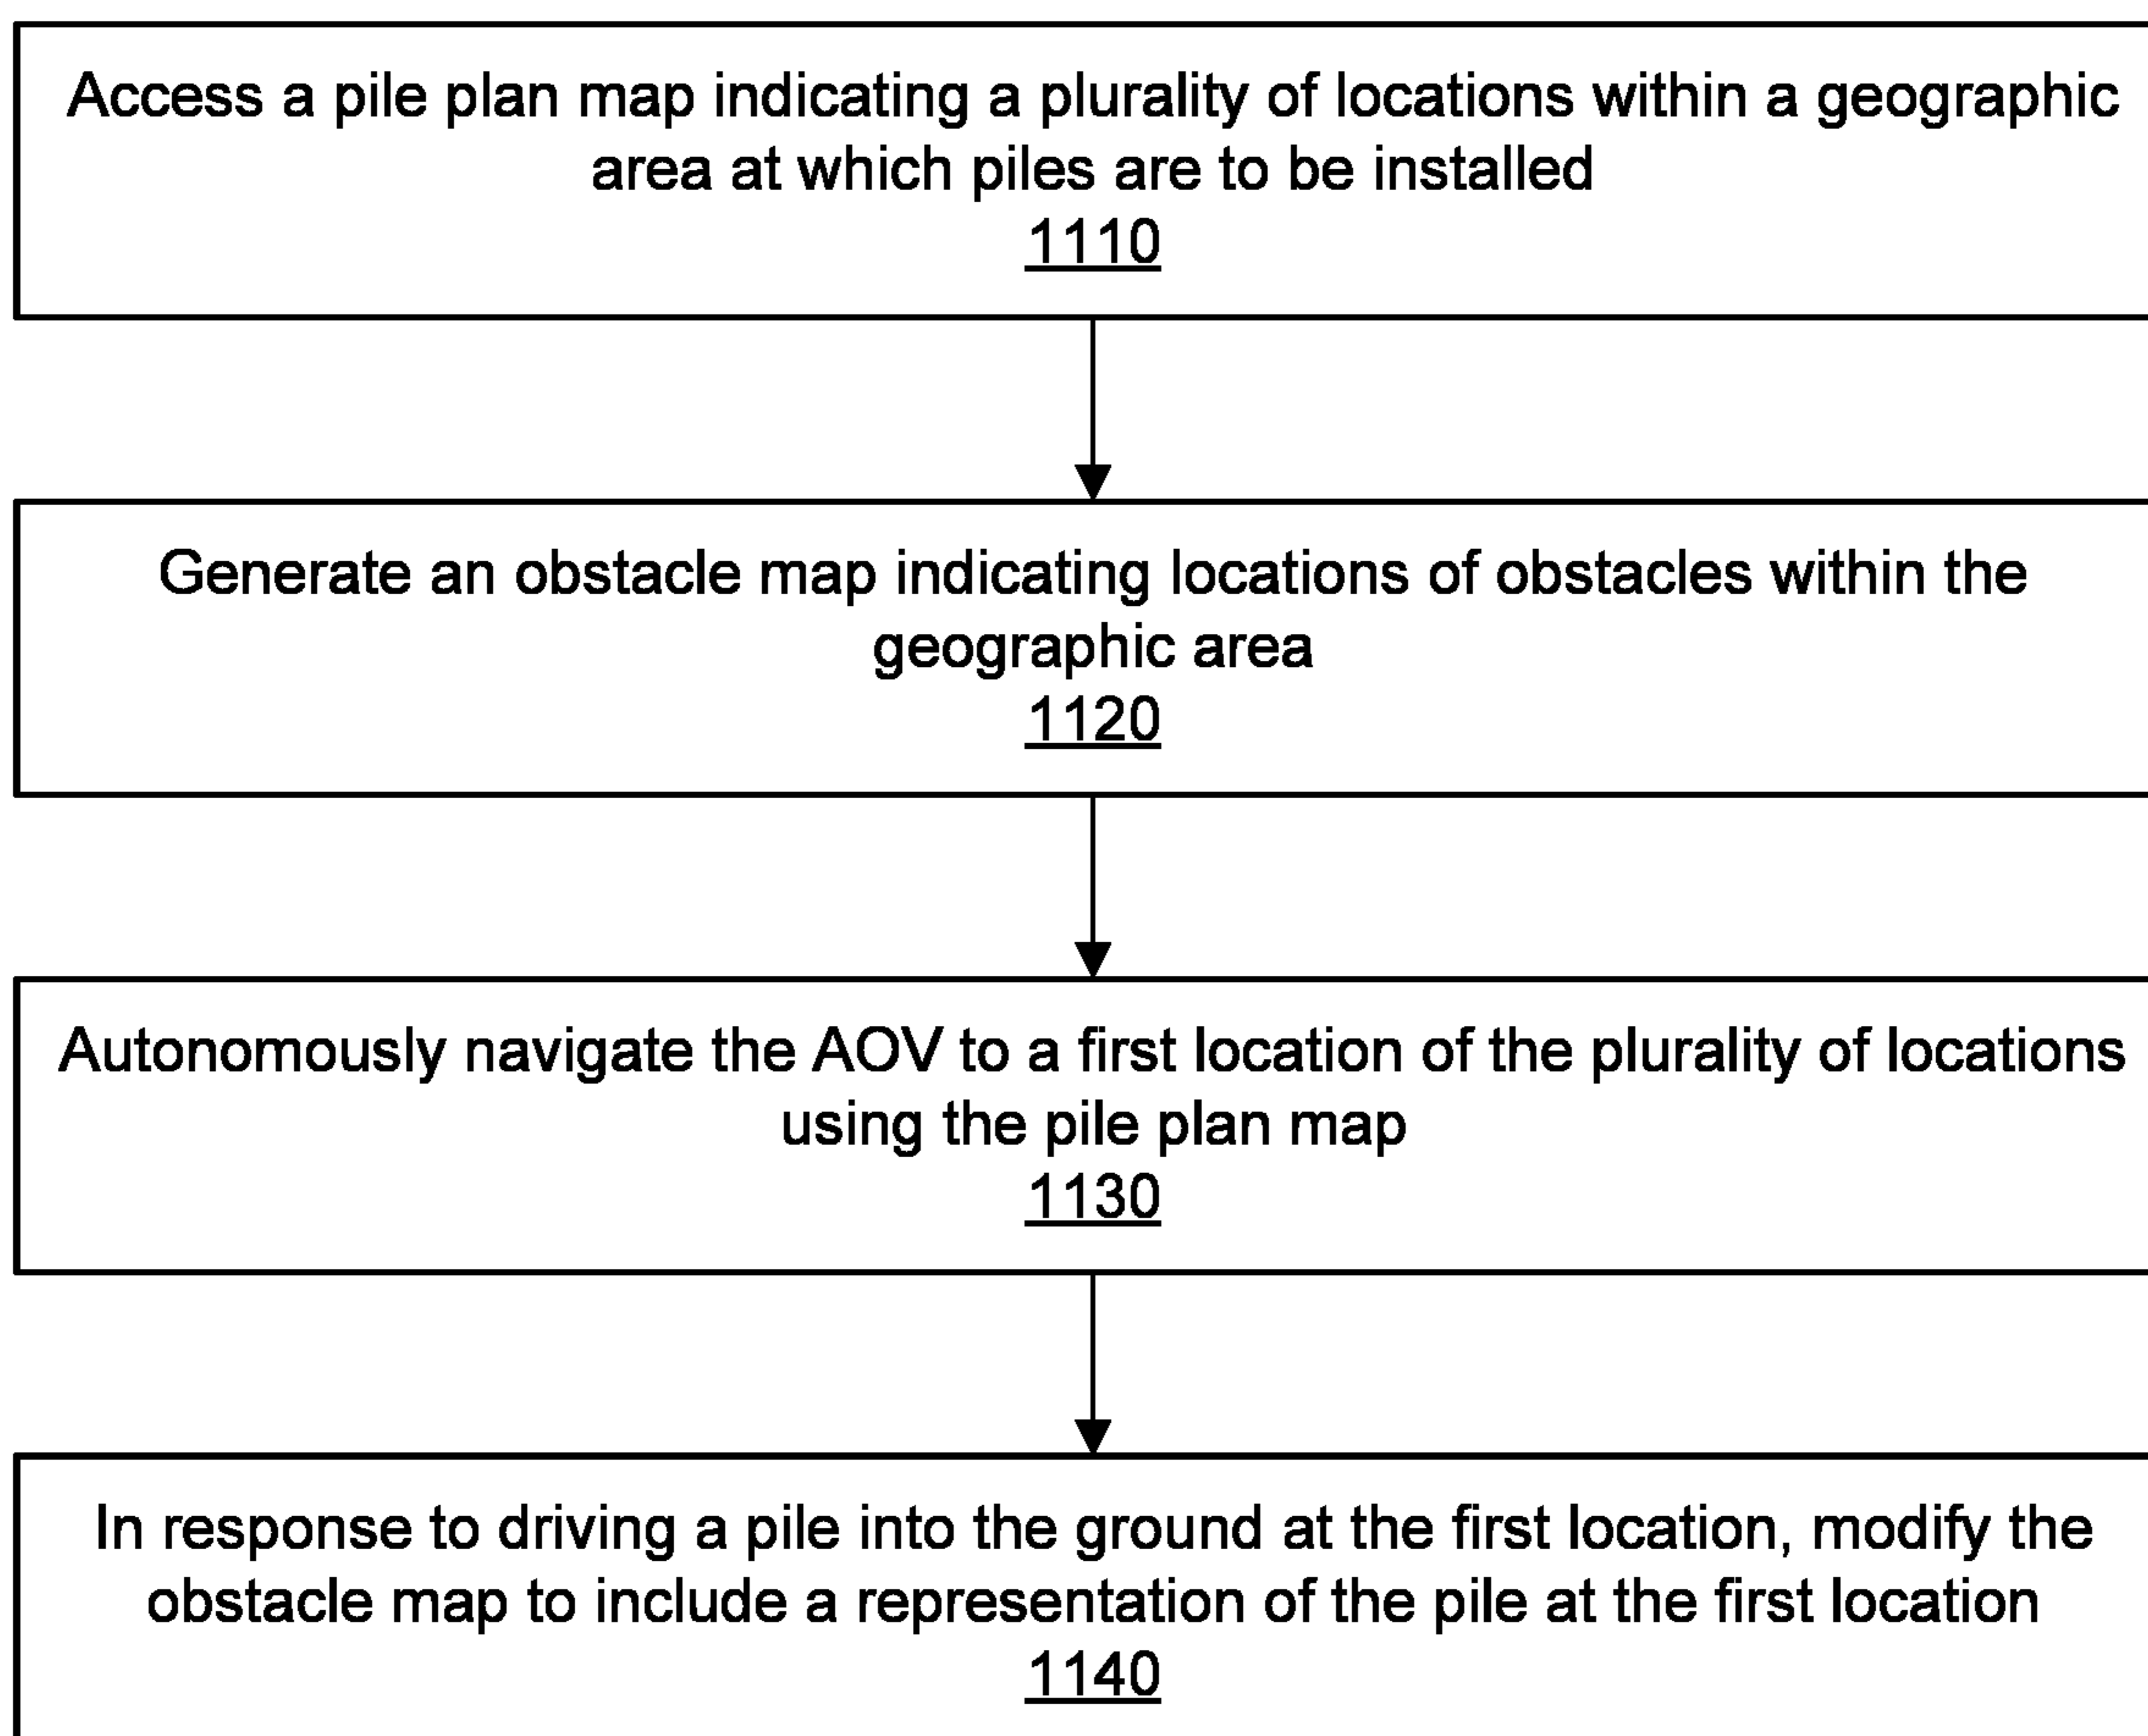 Access a pile plan map indicating a plurality of locations within a geographic
area at which piles are to be installed
1110
Generate an obstacle map indicating locations of obstacles within the
geographic area
1120
Autonomously navigate the AOV to a first location of the plurality of locations
using the pile plan map
1130
In response to driving a pile into the ground at the first location, modify the
obstacle map to include a representation of the pile at the first location
1140